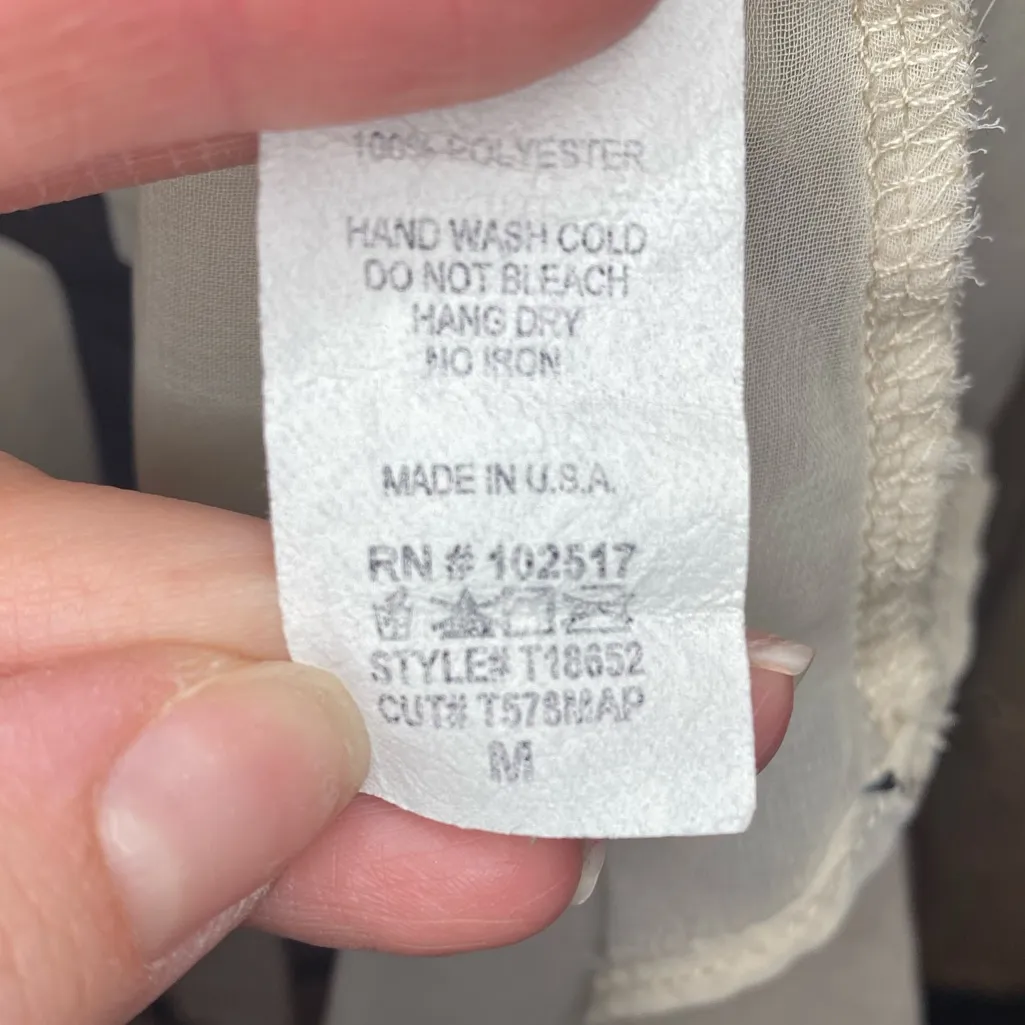 100% POLYESTER
HAND WASH COLD
DO NOT BLEACH
HANG DRY
NO IRON
MADE IN U.S.A.
RN # 102517
STYLE# T18652
CUT# T578MAP
M